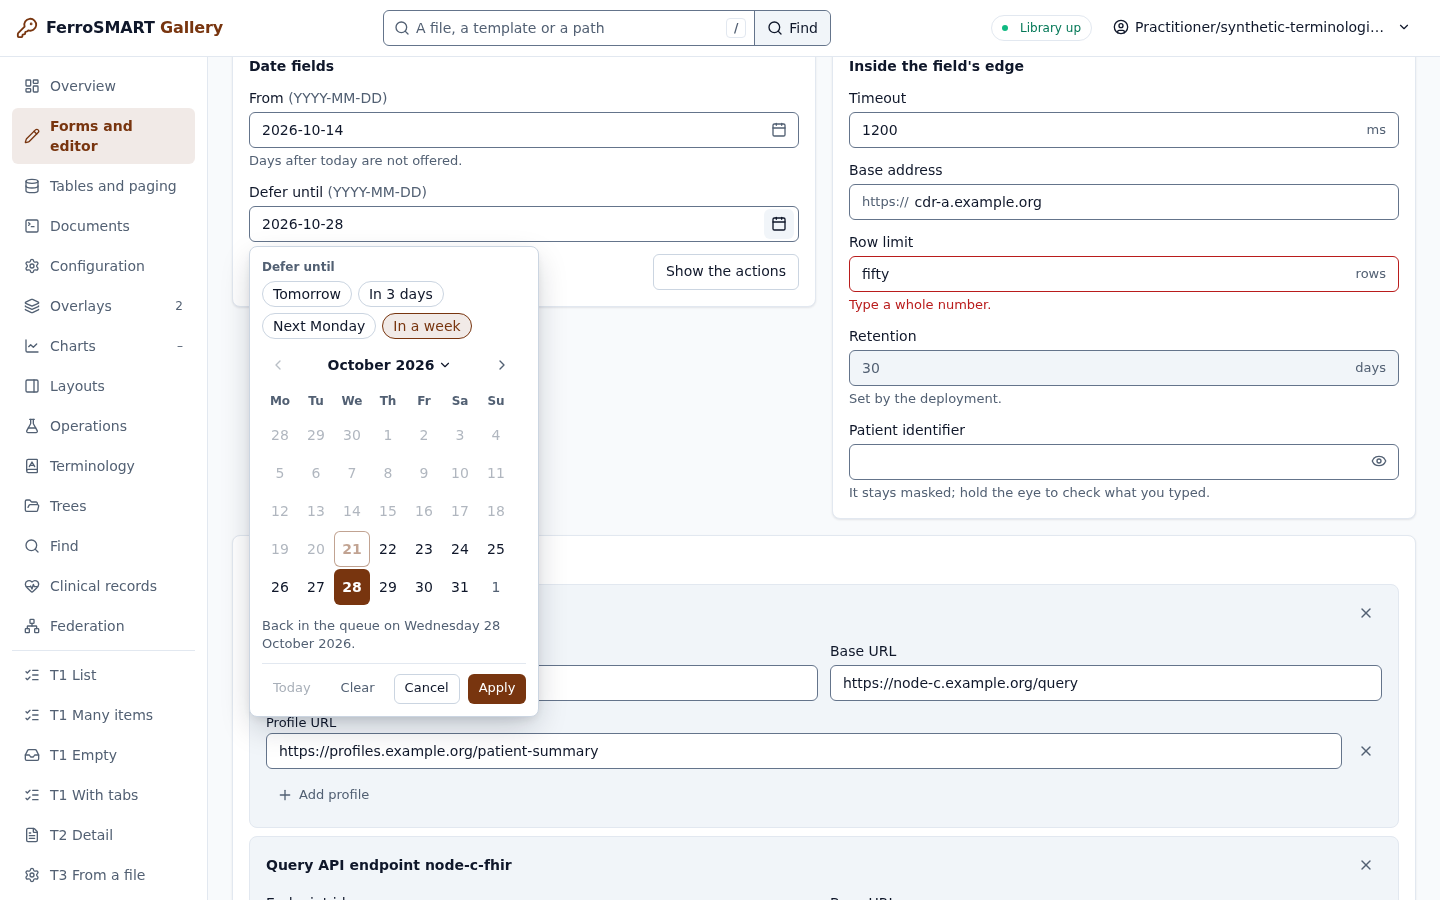 FerroSMART Gallery
A file, a template or a path
/
Find
Library up
Practitioner/synthetic-terminologi...
Overview
Forms and
editor
Tables and paging
Documents
Configuration
Overlays
2
Charts
–
Layouts
Operations
Terminology
Trees
Find
Clinical records
Federation
T1 List
T1 Many items
T1 Empty
T1 With tabs
T2 Detail
T3 From a file
Date fields
From (YYYY-MM-DD)
2026-10-14
Days after today are not offered.
Defer until (YYYY-MM-DD)
2026-10-28
Show the actions
Defer until
Tomorrow
In 3 days
Next Monday
In a week
October 2026
Mo Tu We Th Fr Sa Su
28 29 30 1 2 3 4
5 6 7 8 9 10 11
12 13 14 15 16 17 18
19 20 21 22 23 24 25
26 27 28 29 30 31 1
Back in the queue on Wednesday 28
October 2026.
Today
Clear
Cancel
Apply
Inside the field's edge
Timeout
1200
ms
Base address
https:// cdr-a.example.org
Row limit
fifty
rows
Type a whole number.
Retention
30
days
Set by the deployment.
Patient identifier
It stays masked; hold the eye to check what you typed.
Base URL
https://node-c.example.org/query
Profile URL
https://profiles.example.org/patient-summary
Add profile
Query API endpoint node-c-fhir